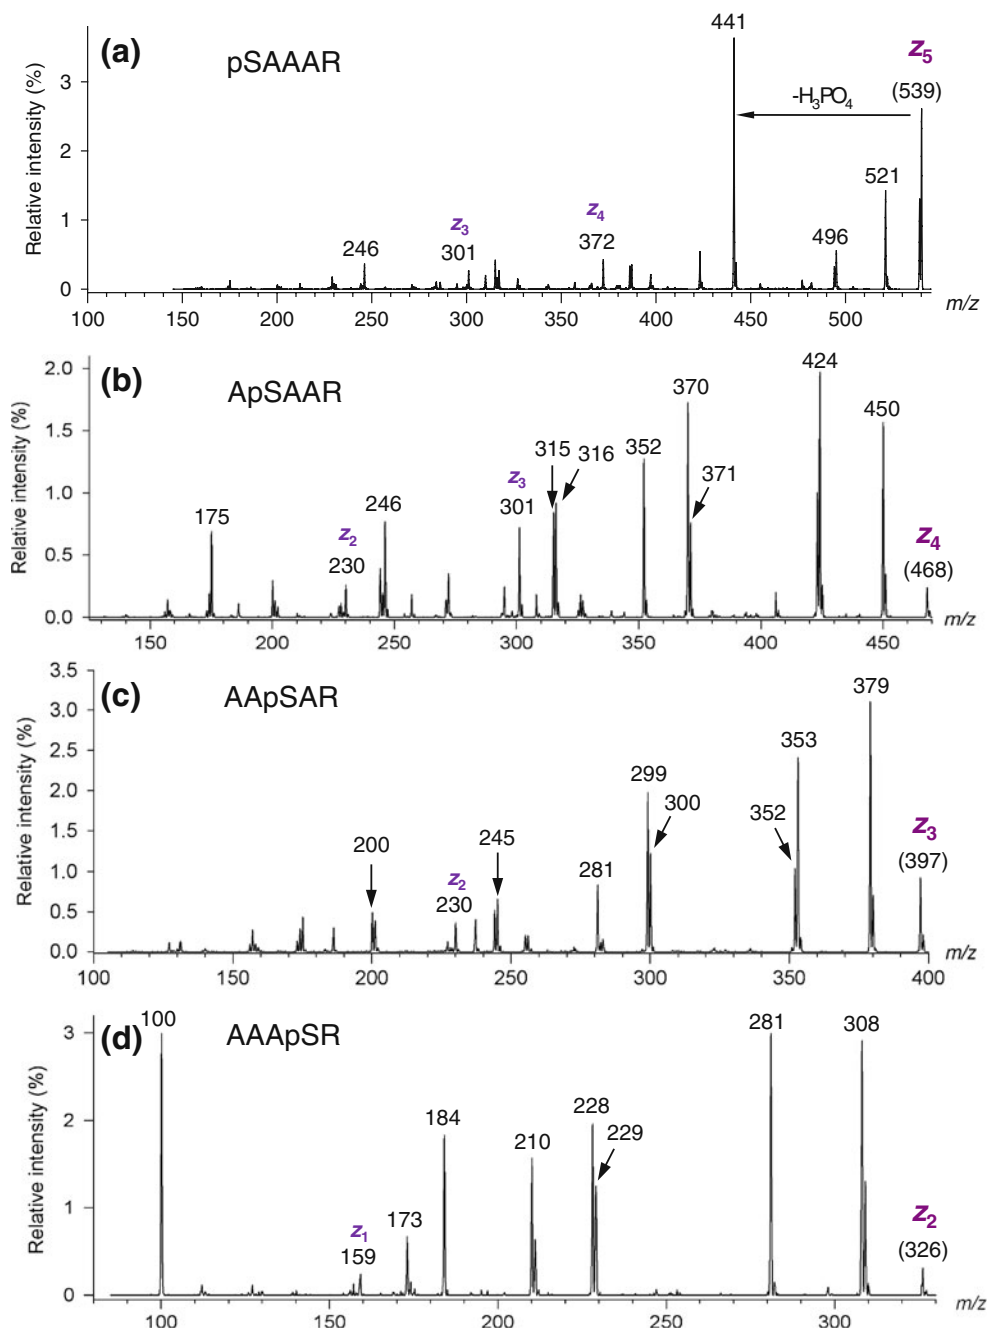 (a) pSAAAR
Relative intensity (%)
3
2
1
0
441
z5
(539)
-H3PO4
521
496
z4
372
z3
301
246
100 150 200 250 300 350 400 450 500 m/z
(b) ApSAAR
Relative intensity (%)
2.0
1.5
1.0
0.5
0.0
424
370
450
315 316 352
371
z3
301
246
175
z2
230
z4
(468)
150 200 250 300 350 400 450 m/z
(c) AApSAR
Relative intensity (%)
3.5
3.0
2.5
2.0
1.5
1.0
0.5
0.0
379
353
299
300
352
z3
(397)
281
245
200
z2
230
100 150 200 250 300 350 400 m/z
(d) AAApSR
Relative intensity (%)
3
2
1
0
100
281
308
184
228
229
210
173
z1
159
z2
(326)
100 200 300 m/z